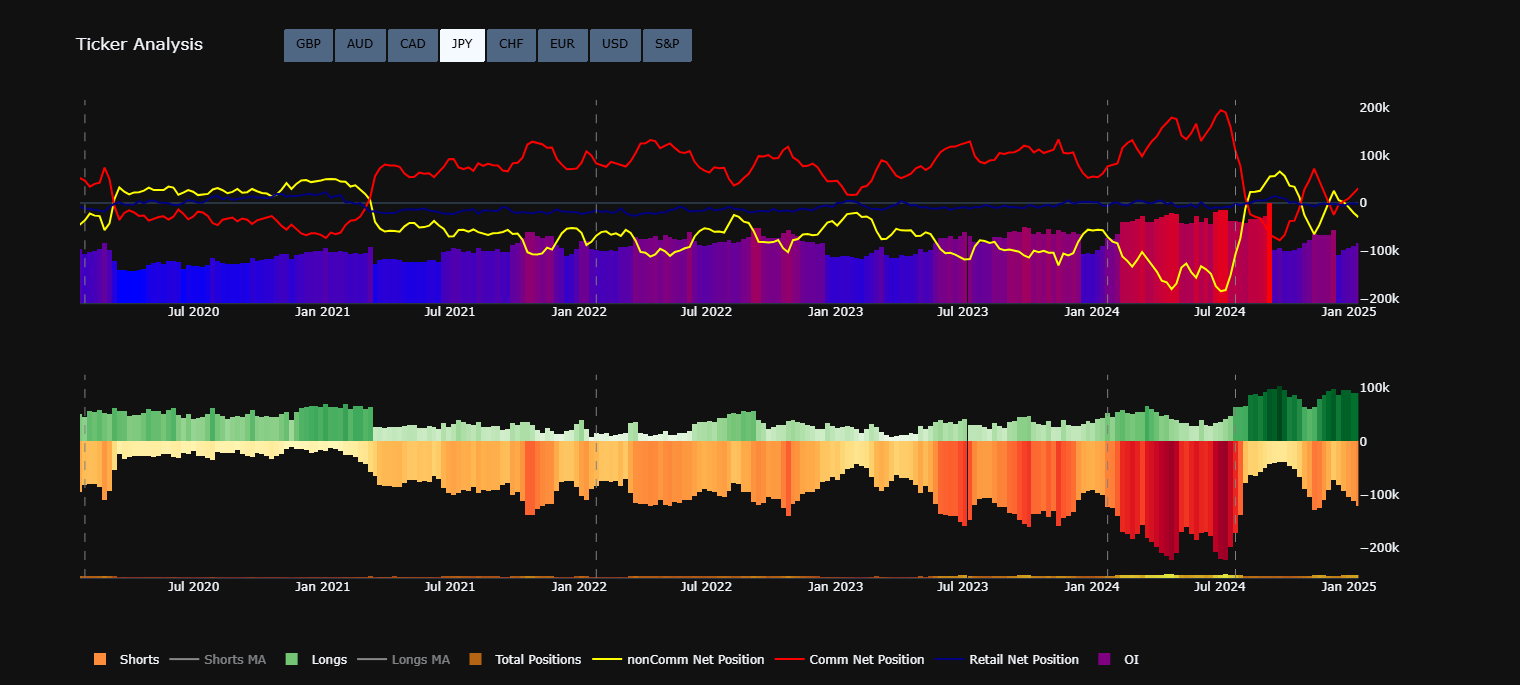 Ticker Analysis GBP AUD CAD JPY CHF EUR USD S&P
200k
100k
0
−100k
−200k
Jul 2020 Jan 2021 Jul 2021 Jan 2022 Jul 2022 Jan 2023 Jul 2023 Jan 2024 Jul 2024 Jan 2025
100k
0
−100k
−200k
Jul 2020 Jan 2021 Jul 2021 Jan 2022 Jul 2022 Jan 2023 Jul 2023 Jan 2024 Jul 2024 Jan 2025
Shorts Shorts MA Longs Longs MA Total Positions nonComm Net Position Comm Net Position Retail Net Position OI